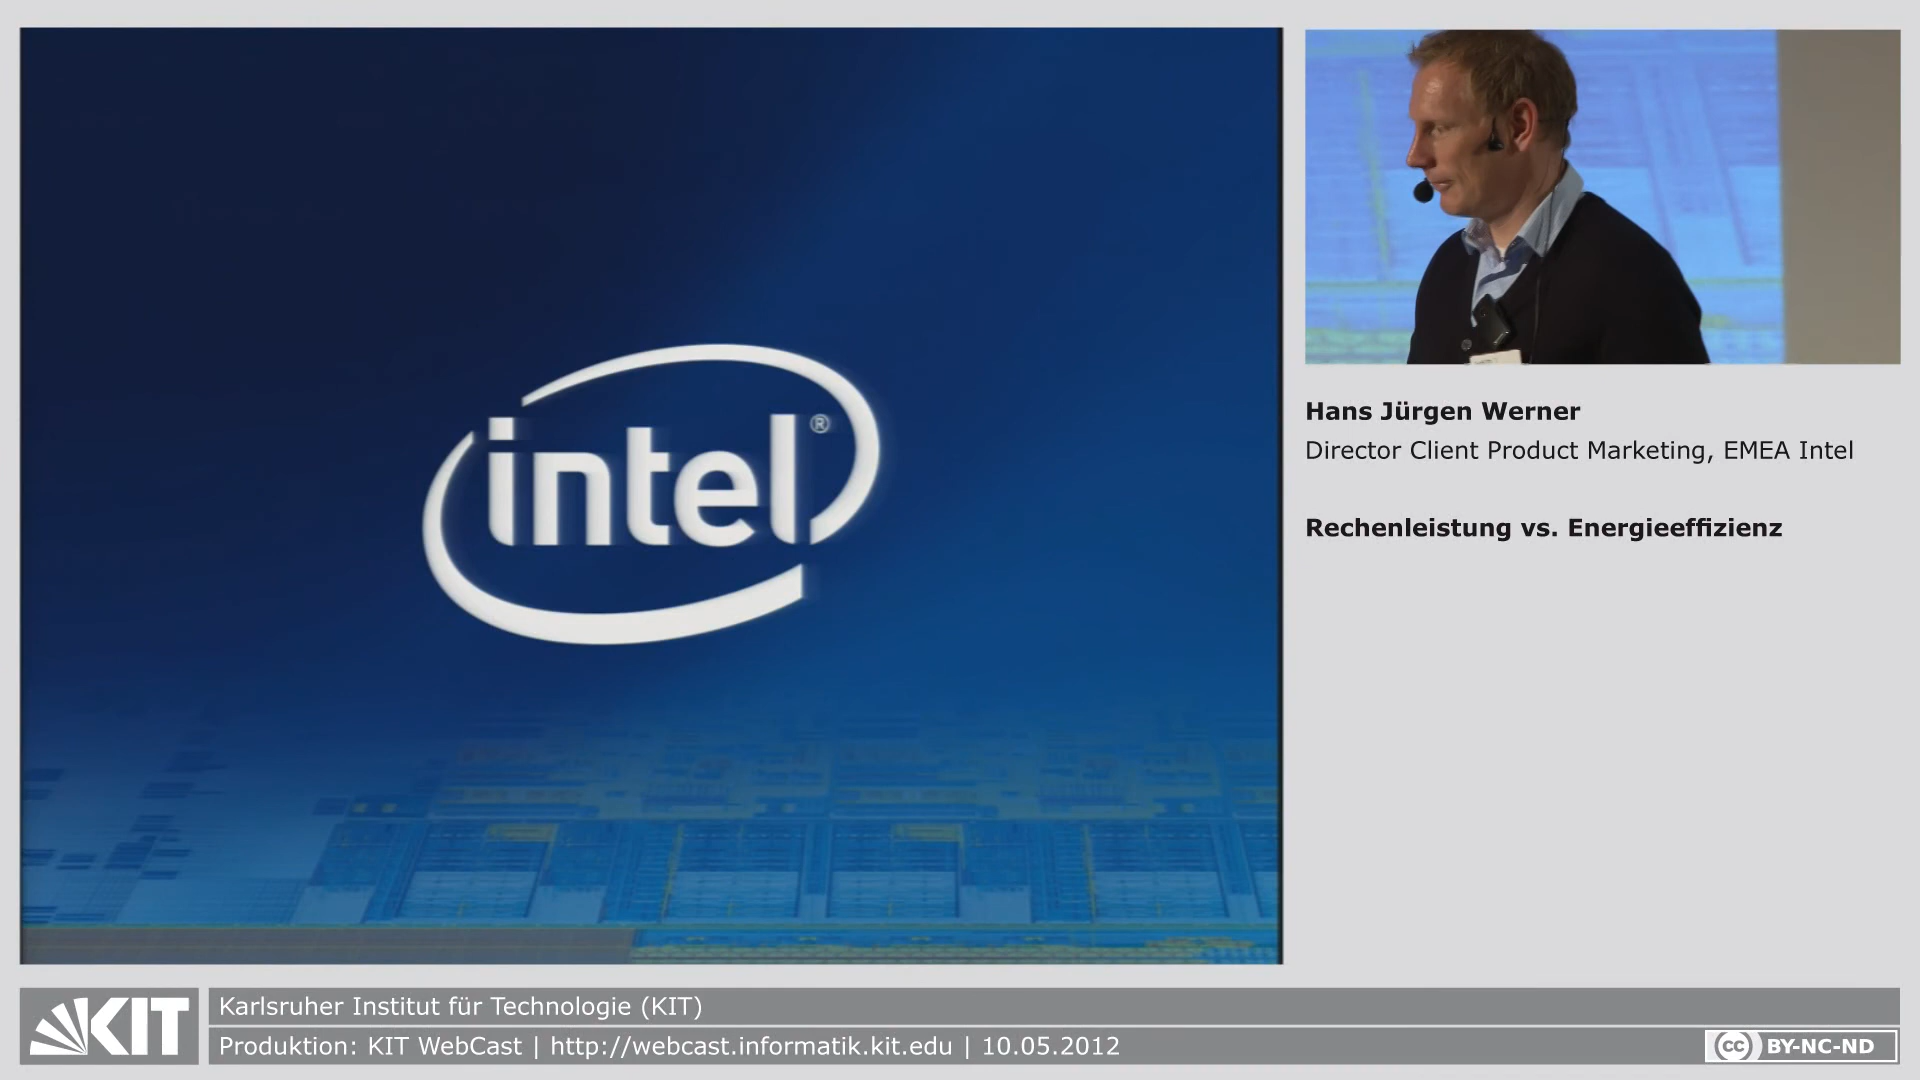 intel®
Hans Jürgen Werner
Director Client Product Marketing, EMEA Intel
Rechenleistung vs. Energieeffizienz
KIT
Karlsruher Institut für Technologie (KIT)
Produktion: KIT WebCast | http://webcast.informatik.kit.edu | 10.05.2012
cc BY-NC-ND